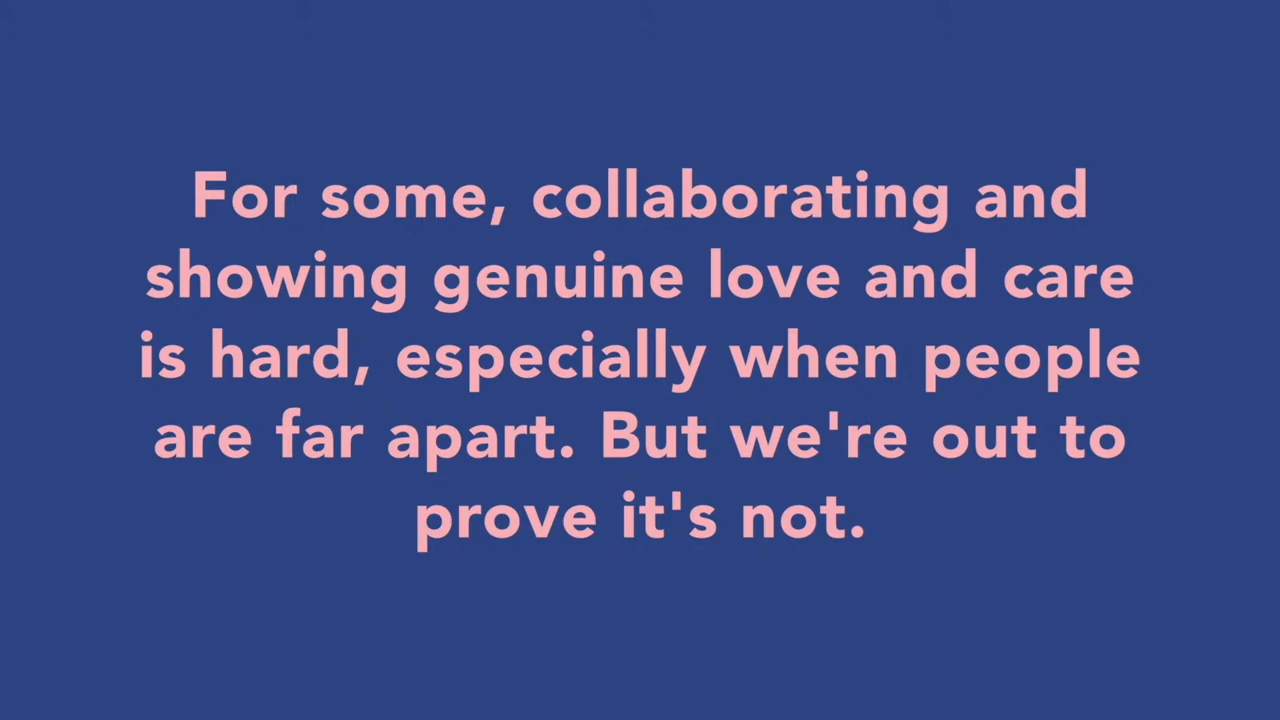 For some, collaborating and
showing genuine love and care
is hard, especially when people
are far apart. But we're out to
prove it's not.